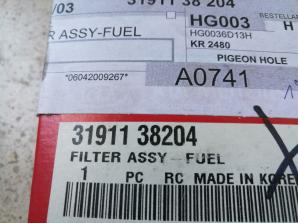 /03
31911 38 204
BESTELLAN
HG003 H
R ASSY-FUEL
HG0036D13H
KR 2480
PIGEON HOLE
*06042009267*
A0741
31911 38204
FILTER ASSY-FUEL
1 PC RC MADE IN KORE